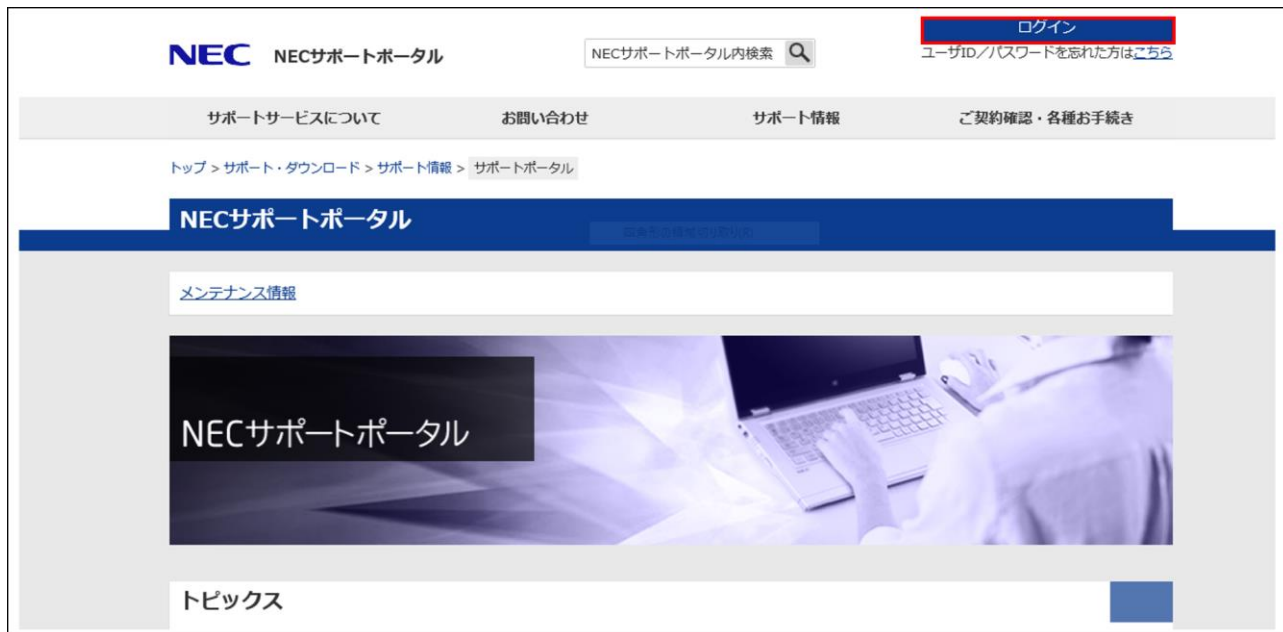 ログイン
NEC NECサポートポータル
NECサポートポータル内検索
ユーザID／パスワードを忘れた方はこちら
サポートサービスについて お問い合わせ サポート情報 ご契約確認・各種お手続き
トップ > サポート・ダウンロード > サポート情報 > サポートポータル
NECサポートポータル
メンテナンス情報
NECサポートポータル
トピックス